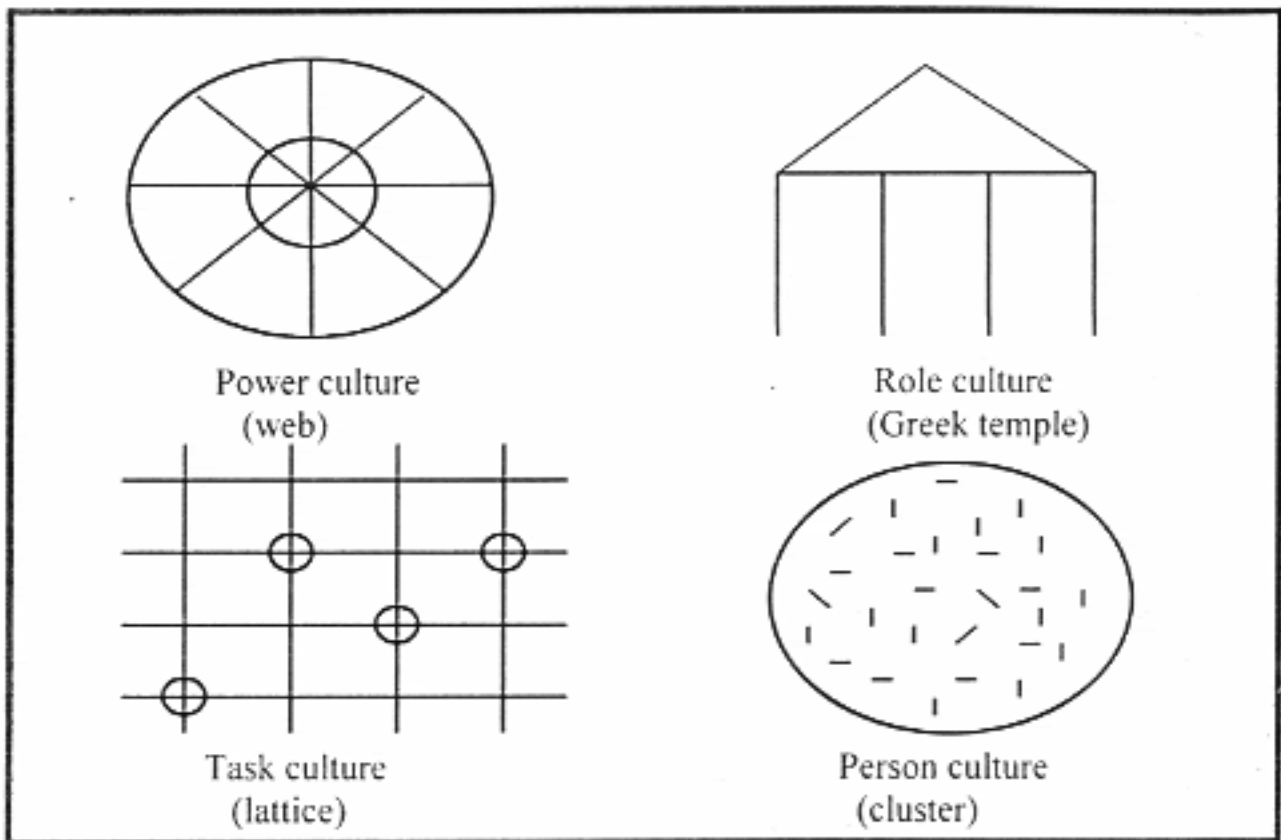 Power culture
(web)
Role culture
(Greek temple)
Task culture
(lattice)
Person culture
(cluster)